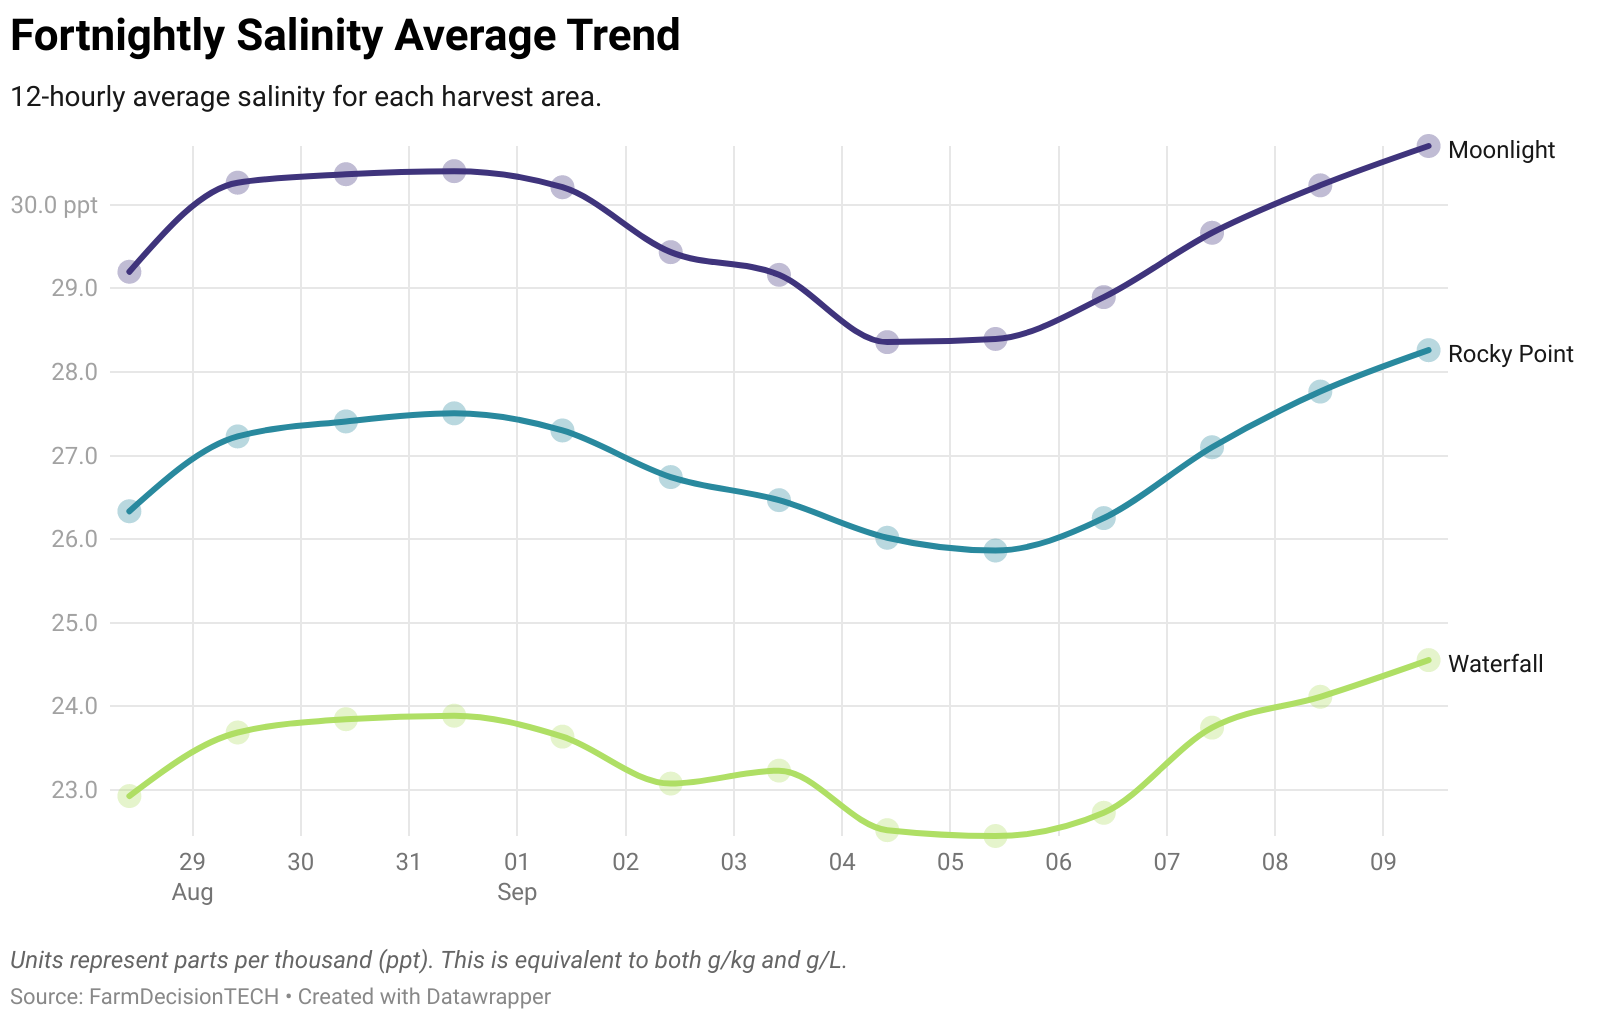 Fortnightly Salinity Average Trend
12-hourly average salinity for each harvest area.
Moonlight
30.0 ppt
29.0
Rocky Point
28.0
27.0
26.0
25.0
Waterfall
24.0
23.0
29 30 31 01 02 03 04 05 06 07 08 09
Aug Sep
Units represent parts per thousand (ppt). This is equivalent to both g/kg and g/L.
Source: FarmDecisionTECH • Created with Datawrapper